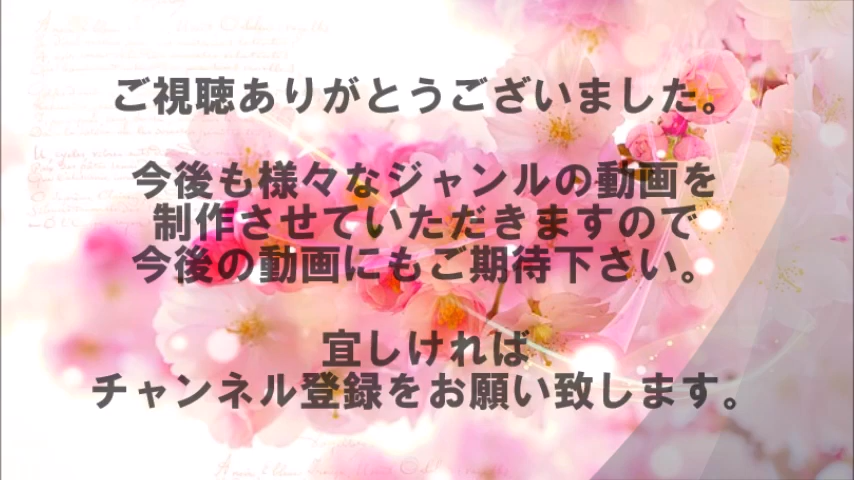 ご視聴ありがとうございました。
今後も様々なジャンルの動画を
制作させていただきますので
今後の動画にもご期待下さい。
宜しければ
チャンネル登録をお願い致します。